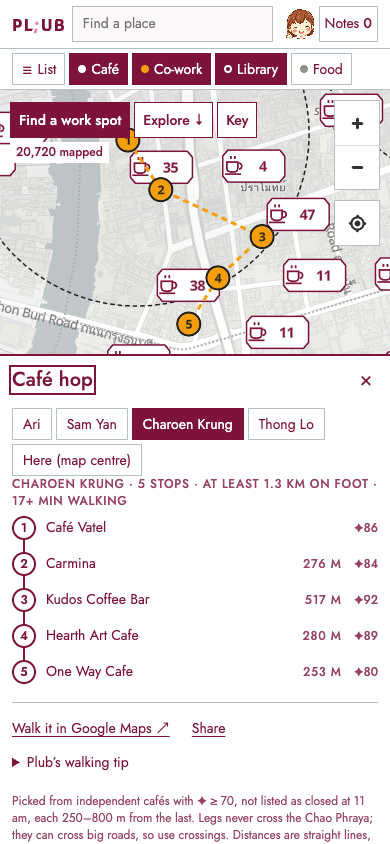 PL;UB
Find a place
Notes 0
≡ List
Café
Co-work
Library
Food
Find a work spot
Explore ↓
Key
20,720 mapped
+
−
1
35
4
ปราโมทย์
2
47
3
Road
38
4
11
5
11
hon Buri Road ถนนกรุงธนบุรี
Café hop
×
Ari
Sam Yan
Charoen Krung
Thong Lo
Here (map centre)
CHAROEN KRUNG · 5 STOPS · AT LEAST 1.3 KM ON FOOT ·
17+ MIN WALKING
1 Café Vatel ✦86
2 Carmina 276 M ✦84
3 Kudos Coffee Bar 517 M ✦92
4 Hearth Art Cafe 280 M ✦89
5 One Way Cafe 253 M ✦80
Walk it in Google Maps ↗
Share
▶ Plub's walking tip
Picked from independent cafés with ✦ ≥ 70, not listed as closed at 11
am, each 250–800 m from the last. Legs never cross the Chao Phraya;
they can cross big roads, so use crossings. Distances are straight lines,